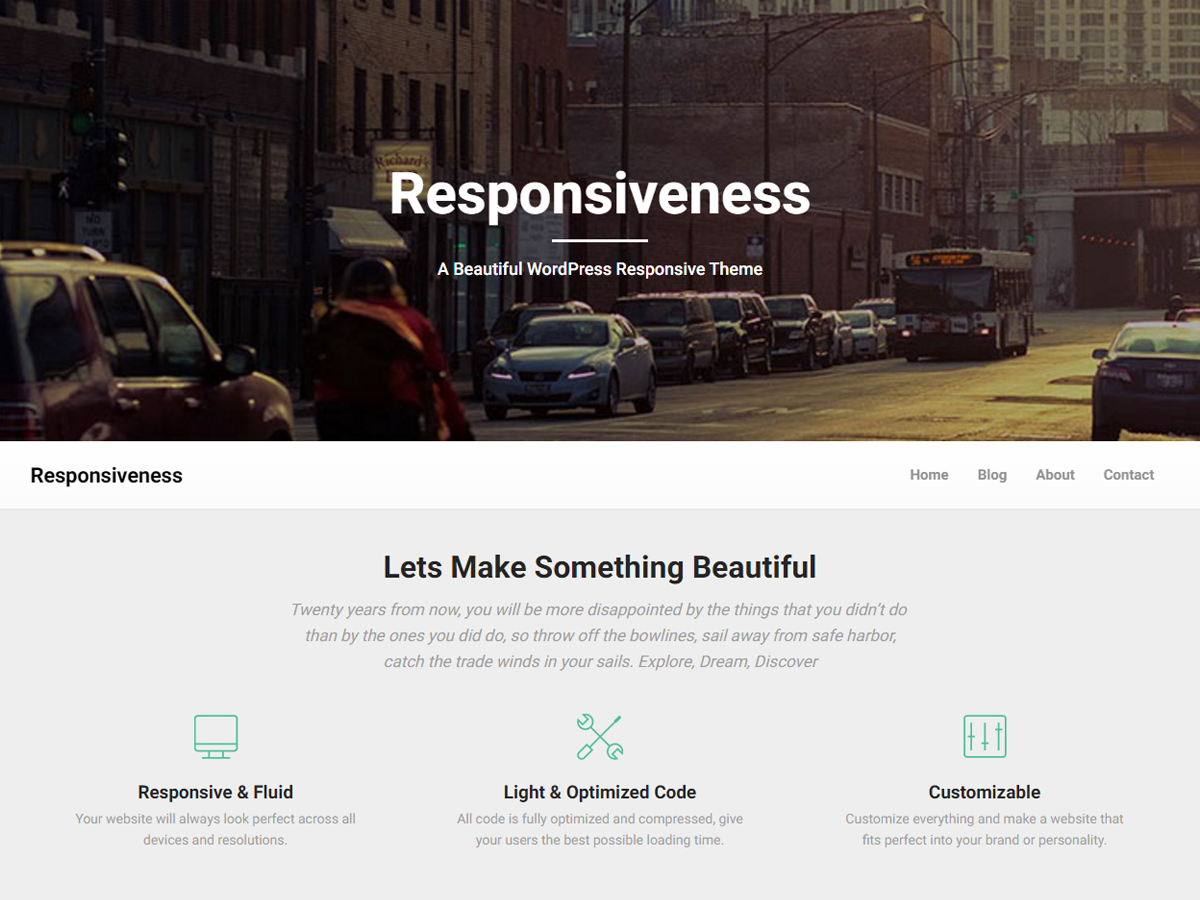 Richard's
NO
TURN
Responsiveness
A Beautiful WordPress Responsive Theme
56
Responsiveness
Home Blog About Contact
Lets Make Something Beautiful
Twenty years from now, you will be more disappointed by the things that you didn’t do
than by the ones you did do, so throw off the bowlines, sail away from safe harbor,
catch the trade winds in your sails. Explore, Dream, Discover
Responsive & Fluid
Your website will always look perfect across all
devices and resolutions.
Light & Optimized Code
All code is fully optimized and compressed, give
your users the best possible loading time.
Customizable
Customize everything and make a website that
fits perfect into your brand or personality.